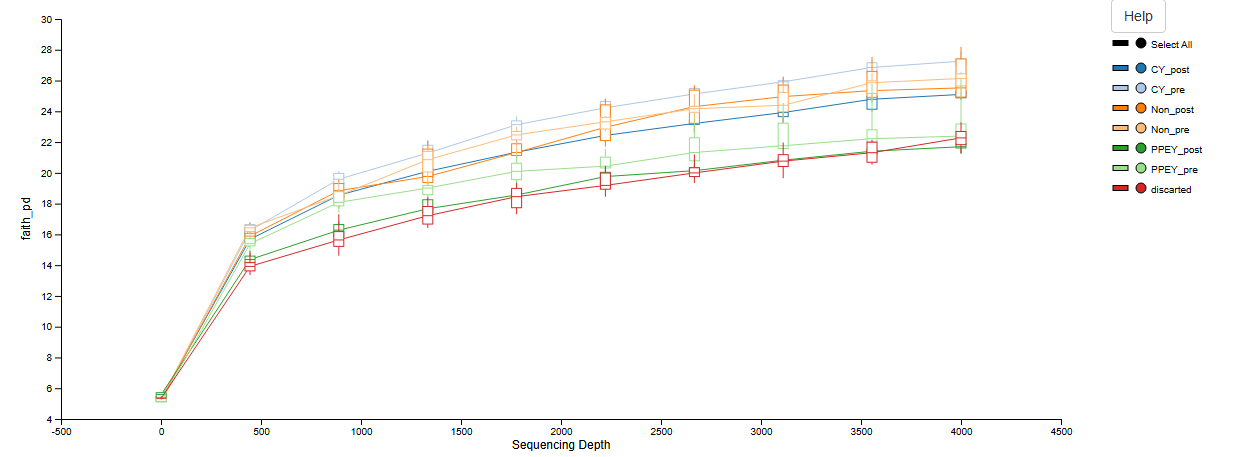 Help
Select All
CY_post
CY_pre
Non_post
Non_pre
PPEY_post
PPEY_pre
discarted
faith_pd
30
28
26
24
22
20
18
16
14
12
10
8
6
4
-500 0 500 1000 1500 2000 2500 3000 3500 4000 4500
Sequencing Depth